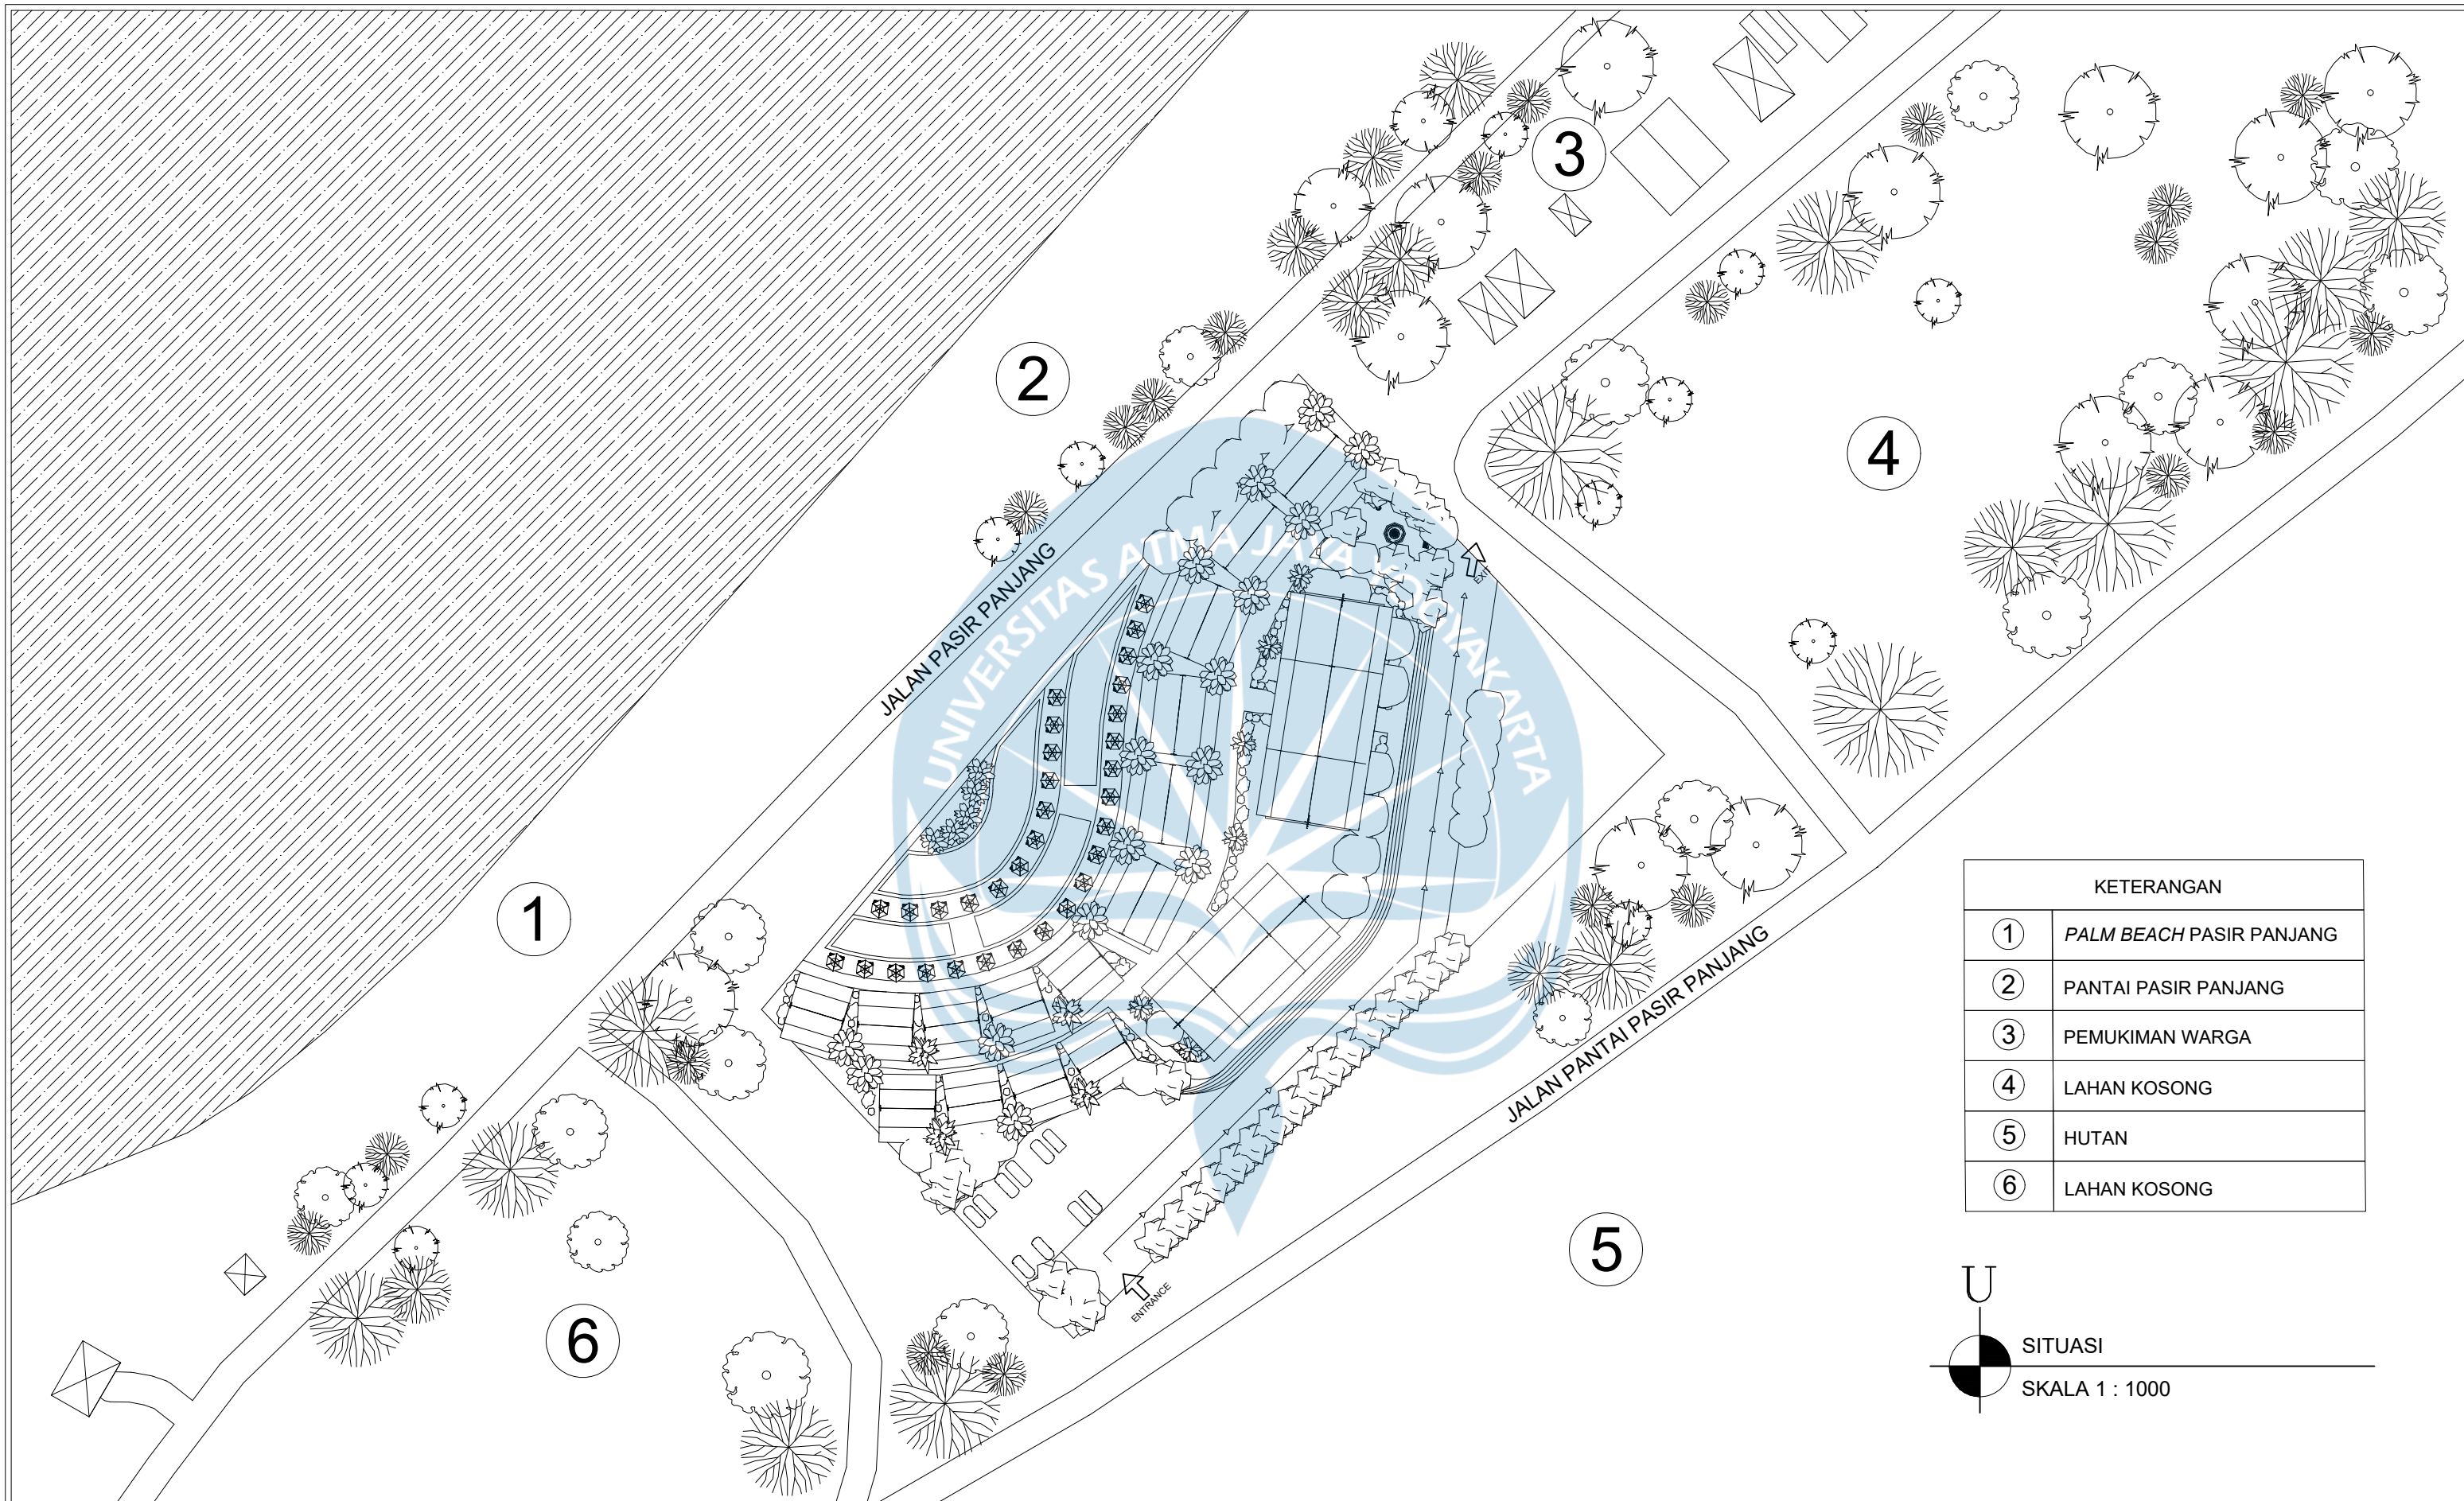 3
2
4
JALAN PASIR PANJANG
EXIT
UNIVERSITAS ATMA JAYA YOGYAKARTA
1
JALAN PANTAI PASIR PANJANG
KETERANGAN
1 PALM BEACH PASIR PANJANG
2 PANTAI PASIR PANJANG
3 PEMUKIMAN WARGA
4 LAHAN KOSONG
5 HUTAN
6 LAHAN KOSONG
5
ENTRANCE
6
U
SITUASI
SKALA 1 : 1000